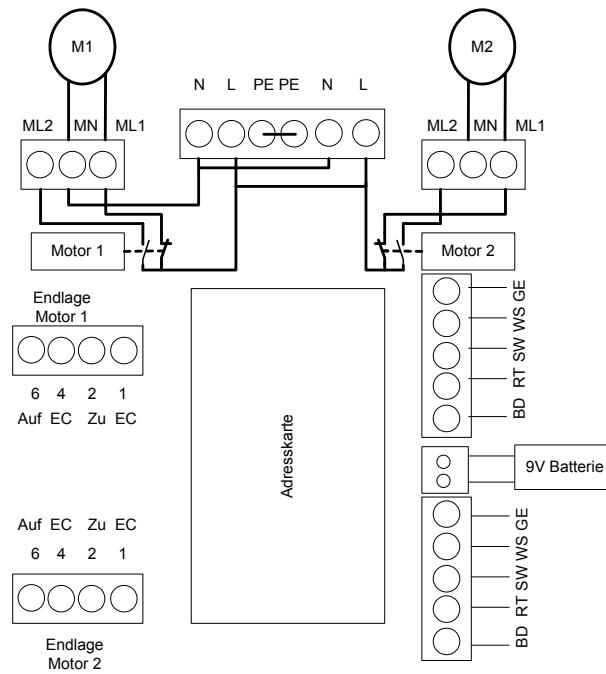 M1
M2
N L PE PE N L
ML2 MN ML1
ML2 MN ML1
Motor 1
Motor 2
Endlage
Motor 1
6 4 2 1
Auf EC Zu EC
Adresskarte
GE
WS
SW
RT
BD
9V Batterie
GE
WS
SW
RT
BD
Auf EC Zu EC
6 4 2 1
Endlage
Motor 2